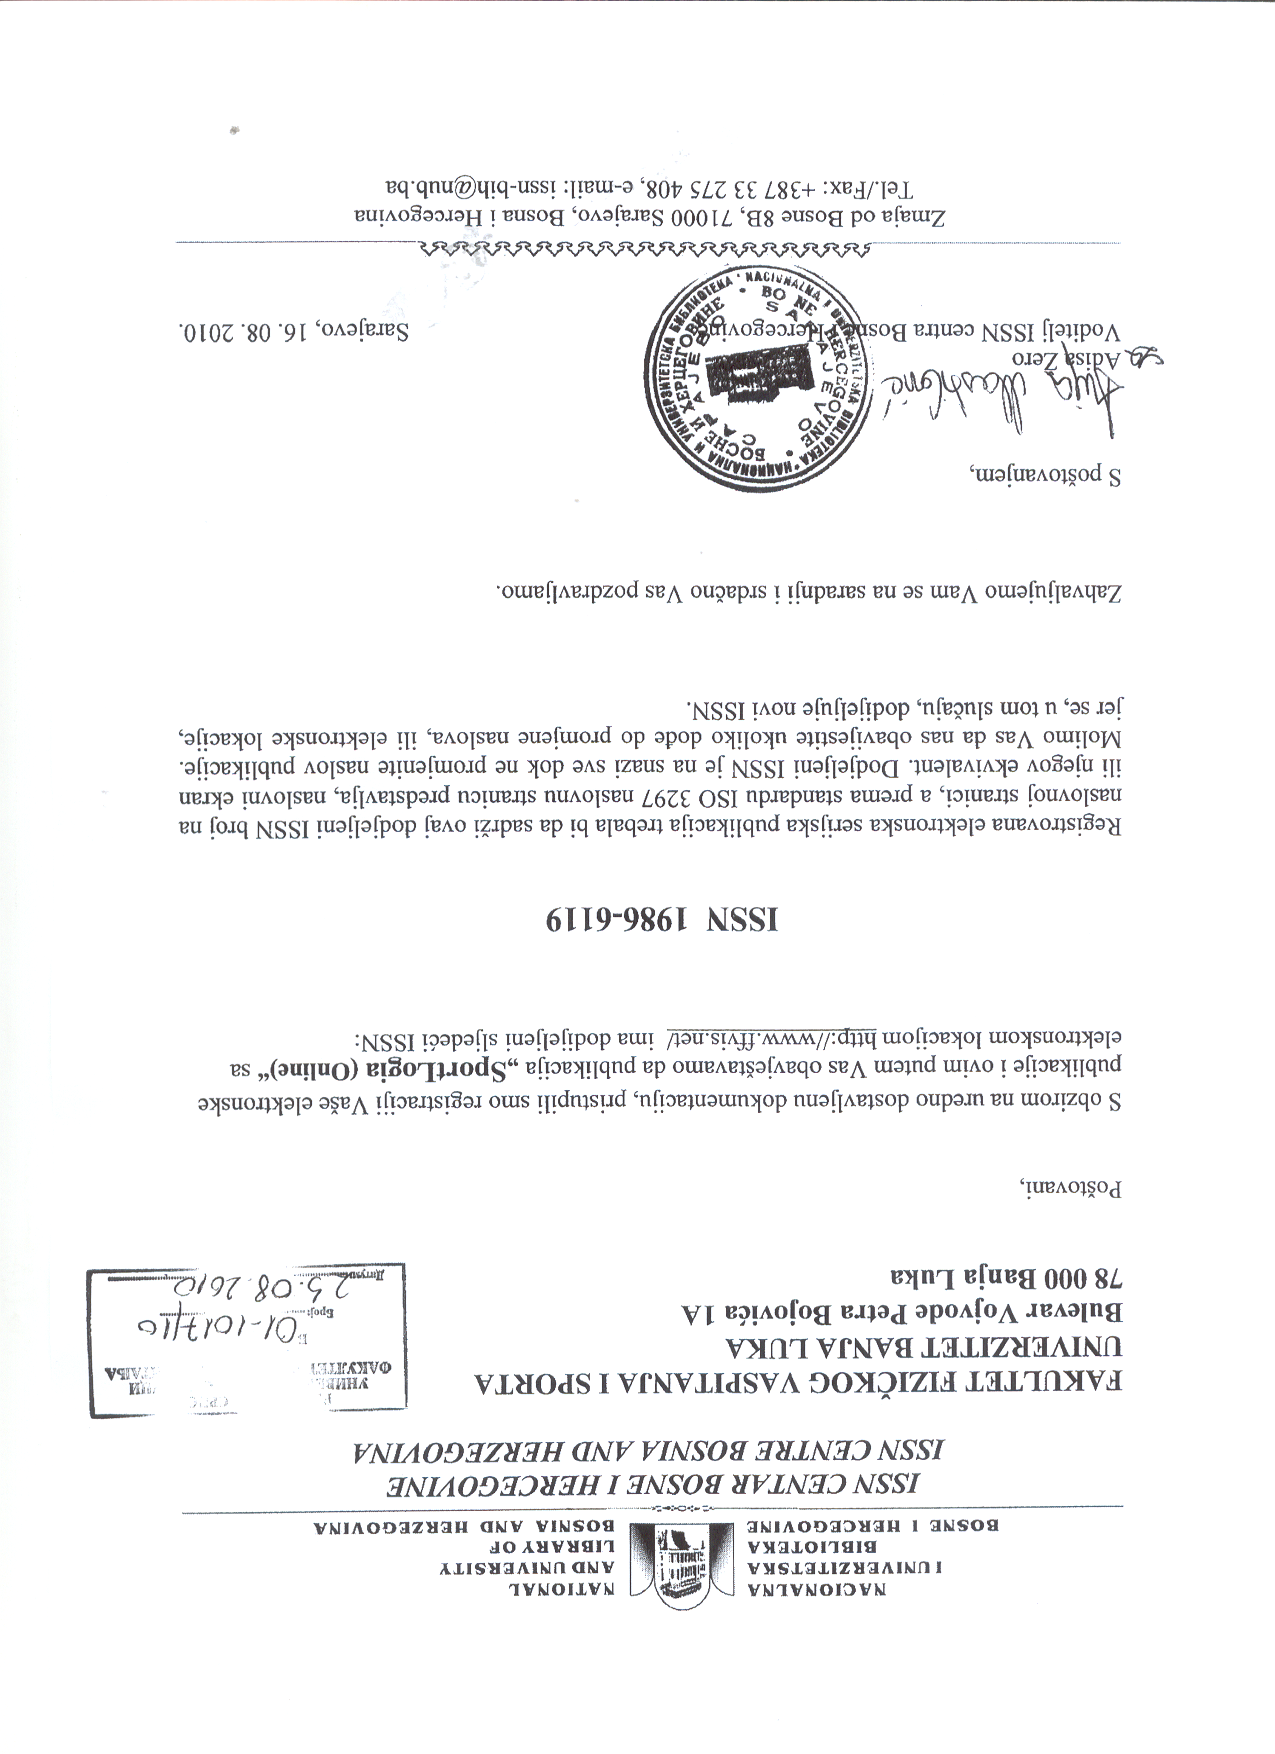 NACIONALNA
I UNIVERZITETSKA
BIBLIOTEKA
BOSNE I HERCEGOVINE
NATIONAL
AND UNIVERSITY
LIBRARY OF
BOSNIA AND HERZEGOVINA
ISSN CENTAR BOSNE I HERCEGOVINE
ISSN CENTRE BOSNIA AND HERZEGOVINA
FAKULTET FIZIČKOG VASPITANJA I SPORTA
UNIVERZITET BANJA LUKA
Bulevar Vojvode Petra Bojovića 1A
78 000 Banja Luka
Број:
01-1017/10
25.08.2010
Poštovani,
S obzirom na uredno dostavljenu dokumentaciju, pristupili smo registraciji Vaše elektronske
publikacije i ovim putem Vas obavještavamo da publikacija „SportLogia (Online)“ sa
elektronskom lokacijom http://www.ffvis.net/ ima dodijeljeni sljedeći ISSN:
ISSN 1986-6119
Registrovana elektronska serijska publikacija trebala bi da sadrži ovaj dodjeljeni ISSN broj na
naslovnoj stranici, a prema standardu ISO 3297 naslovnu stranicu predstavlja, naslovni ekran
ili njegov ekvivalent. Dodjeljeni ISSN je na snazi sve dok ne promjenite naslov publikacije.
Molimo Vas da nas obavijestite ukoliko dođe do promjene naslova, ili elektronske lokacije,
jer se, u tom slučaju, dodijeljuje novi ISSN.
Zahvaljujemo Vam se na saradnji i srdačno Vas pozdravljamo.
S poštovanjem,
za Adisa Žero
Voditelj ISSN centra Bosne i Hercegovine
Sarajevo, 16. 08. 2010.
НАЦИОНАЛНА И УНИВЕРЗИТЕТСКА БИБЛИОТЕКА • NACIONALNA I UNIVERZITETSKA BIBLIOTEKA
БОСНЕ И ХЕРЦЕГОВИНЕ • BOSNE I HERCEGOVINE
САРАЈЕВО SARAJEVO
Zmaja od Bosne 8B, 71000 Sarajevo, Bosna i Hercegovina
Tel./Fax: +387 33 275 408, e-mail: issn-bih@nub.ba